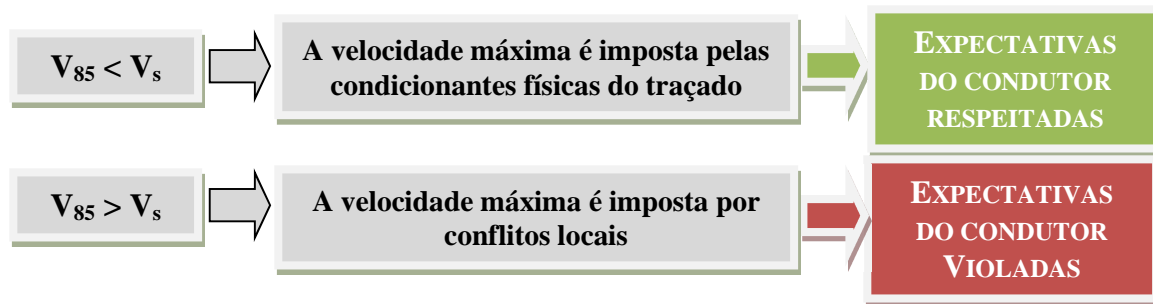 V₈₅ < Vₛ
A velocidade máxima é imposta pelas
condicionantes físicas do traçado
EXPECTATIVAS
DO CONDUTOR
RESPEITADAS
V₈₅ > Vₛ
A velocidade máxima é imposta por
conflitos locais
EXPECTATIVAS
DO CONDUTOR
VIOLADAS